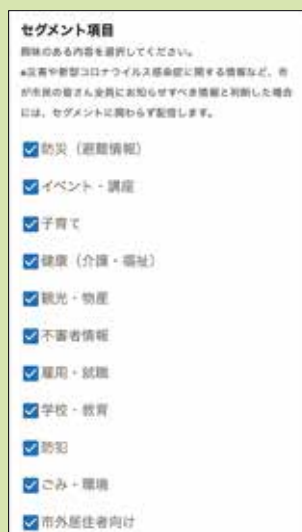 セグメント項目
興味のある内容を選択してください。
※災害や新型コロナウイルス感染症に関する情報など、市
が市民の皆さん全員にお知らせすべき情報と判断した場合
には、セグメントに関わらず配信します。
防災（避難情報）
イベント・講座
子育て
健康（介護・福祉）
観光・物産
不審者情報
雇用・就職
学校・教育
防犯
ごみ・環境
市外居住者向け